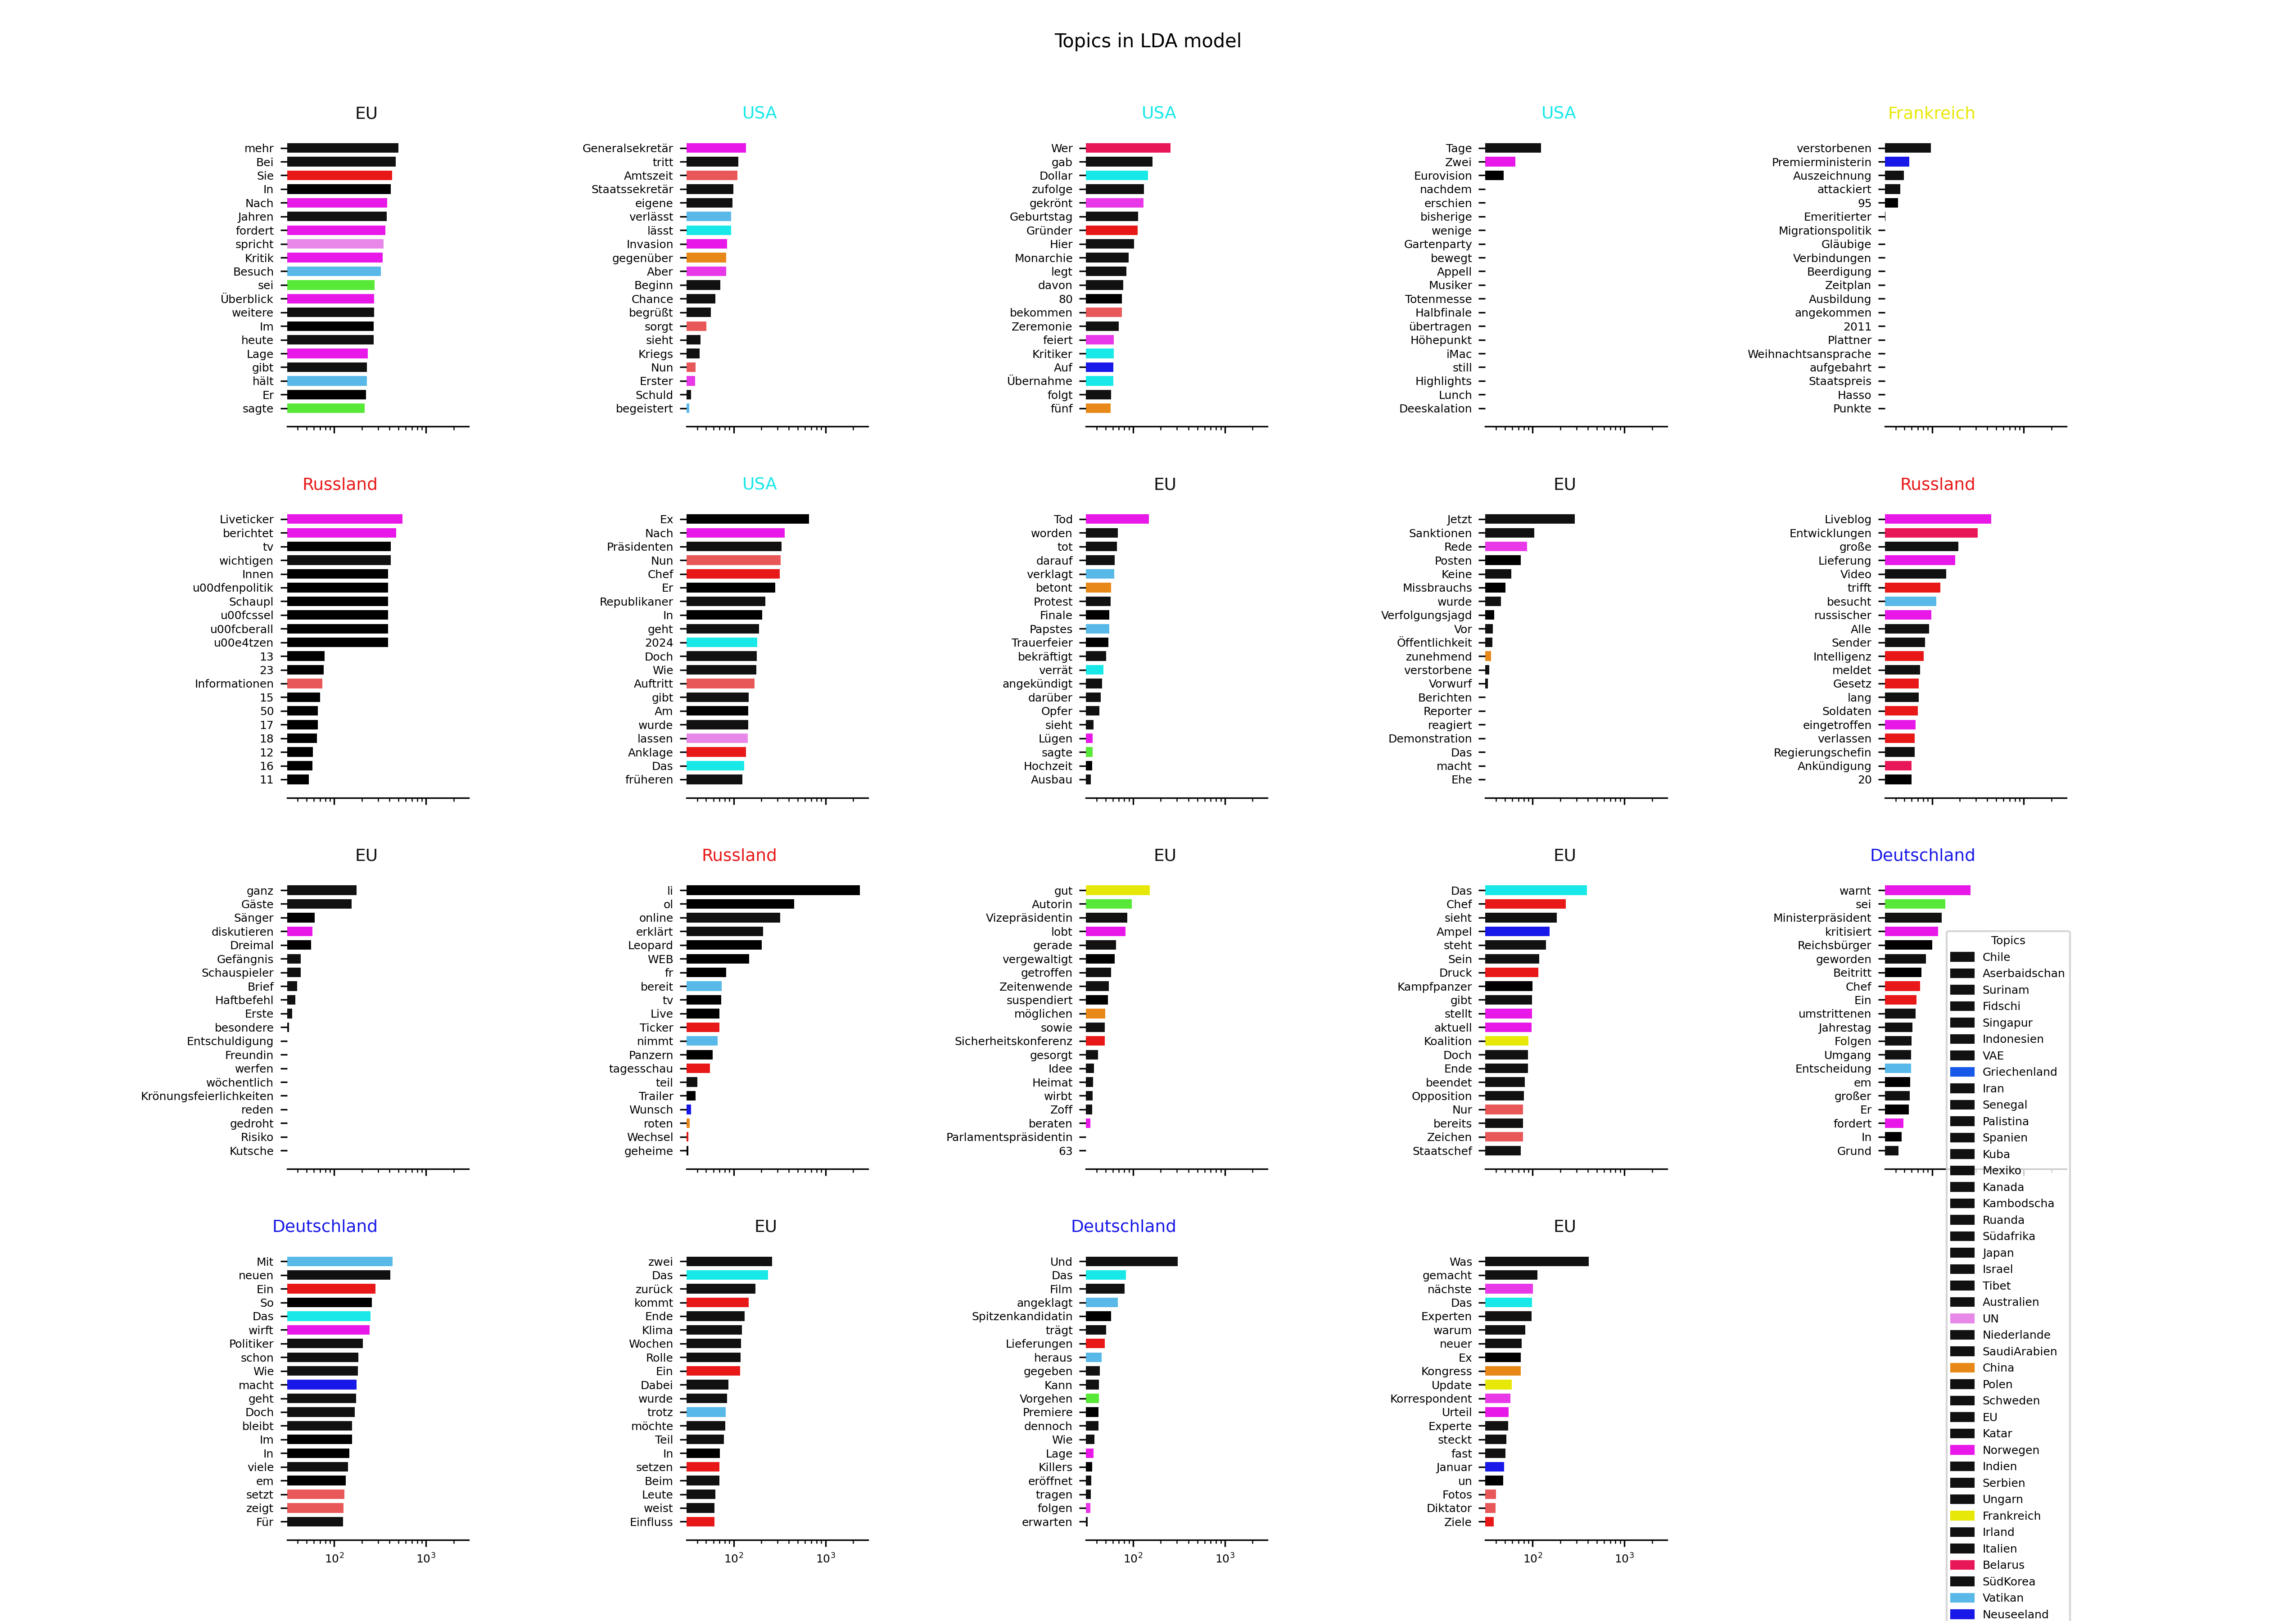 Topics in LDA model
EU
mehr
Bei
Sie
In
Nach
Jahren
fordert
spricht
Kritik
Besuch
sei
Überblick
weitere
Im
heute
Lage
gibt
hält
Er
sagte
USA
Generalsekretär
tritt
Amtszeit
Staatssekretär
eigene
verlässt
lässt
Invasion
gegenüber
Aber
Beginn
Chance
begrüßt
sorgt
sieht
Kriegs
Nun
Erster
Schuld
begeistert
USA
Wer
gab
Dollar
zufolge
gekrönt
Geburtstag
Gründer
Hier
Monarchie
legt
davon
80
bekommen
Zeremonie
feiert
Kritiker
Auf
Übernahme
folgt
fünf
USA
Tage
Zwei
Eurovision
nachdem
erschien
bisherige
wenige
Gartenparty
bewegt
Appell
Musiker
Totenmesse
Halbfinale
übertragen
Höhepunkt
iMac
still
Highlights
Lunch
Deeskalation
Frankreich
verstorbenen
Premierministerin
Auszeichnung
attackiert
95
Emeritierter
Migrationspolitik
Gläubige
Verbindungen
Beerdigung
Zeitplan
Ausbildung
angekommen
2011
Plattner
Weihnachtsansprache
aufgebahrt
Staatspreis
Hasso
Punkte
Russland
Liveticker
berichtet
tv
wichtigen
Innen
u00dfenpolitik
Schaupl
u00fcssel
u00fcberall
u00e4tzen
13
23
Informationen
15
50
17
18
12
16
11
USA
Ex
Nach
Präsidenten
Nun
Chef
Er
Republikaner
In
geht
2024
Doch
Wie
Auftritt
gibt
Am
wurde
lassen
Anklage
Das
früheren
EU
Tod
worden
tot
darauf
verklagt
betont
Protest
Finale
Papstes
Trauerfeier
bekräftigt
verrät
angekündigt
darüber
Opfer
sieht
Lügen
sagte
Hochzeit
Ausbau
EU
Jetzt
Sanktionen
Rede
Posten
Keine
Missbrauchs
wurde
Verfolgungsjagd
Vor
Öffentlichkeit
zunehmend
verstorbene
Vorwurf
Berichten
Reporter
reagiert
Demonstration
Das
macht
Ehe
Russland
Liveblog
Entwicklungen
große
Lieferung
Video
trifft
besucht
russischer
Alle
Sender
Intelligenz
meldet
Gesetz
lang
Soldaten
eingetroffen
verlassen
Regierungschefin
Ankündigung
20
EU
ganz
Gäste
Sänger
diskutieren
Dreimal
Gefängnis
Schauspieler
Brief
Haftbefehl
Erste
besondere
Entschuldigung
Freundin
werfen
wöchentlich
Krönungsfeierlichkeiten
reden
gedroht
Risiko
Kutsche
Russland
li
ol
online
erklärt
Leopard
WEB
fr
bereit
tv
Live
Ticker
nimmt
Panzern
tagesschau
teil
Trailer
Wunsch
roten
Wechsel
geheime
EU
gut
Autorin
Vizepräsidentin
lobt
gerade
vergewaltigt
getroffen
Zeitenwende
suspendiert
möglichen
sowie
Sicherheitskonferenz
gesorgt
Idee
Heimat
wirbt
Zoff
beraten
Parlamentspräsidentin
63
EU
Das
Chef
sieht
Ampel
steht
Sein
Druck
Kampfpanzer
gibt
stellt
aktuell
Koalition
Doch
Ende
beendet
Opposition
Nur
bereits
Zeichen
Staatschef
Deutschland
warnt
sei
Ministerpräsident
kritisiert
Reichsbürger
geworden
Beitritt
Chef
Ein
umstrittenen
Jahrestag
Folgen
Umgang
Entscheidung
em
großer
Er
fordert
In
Grund
Deutschland
Mit
neuen
Ein
So
Das
wirft
Politiker
schon
Wie
macht
geht
Doch
bleibt
Im
In
viele
em
setzt
zeigt
Für
10²
10³
EU
zwei
Das
zurück
kommt
Ende
Klima
Wochen
Rolle
Ein
Dabei
wurde
trotz
möchte
Teil
In
setzen
Beim
Leute
weist
Einfluss
10²
10³
Deutschland
Und
Das
Film
angeklagt
Spitzenkandidatin
trägt
Lieferungen
heraus
gegeben
Kann
Vorgehen
Premiere
dennoch
Wie
Lage
Killers
eröffnet
tragen
folgen
erwarten
10²
10³
EU
Was
gemacht
nächste
Das
Experten
warum
neuer
Ex
Kongress
Update
Korrespondent
Urteil
Experte
steckt
fast
Januar
un
Fotos
Diktator
Ziele
10²
10³
Topics
Chile
Aserbaidschan
Surinam
Fidschi
Singapur
Indonesien
VAE
Griechenland
Iran
Senegal
Palistina
Spanien
Kuba
Mexiko
Kanada
Kambodscha
Ruanda
Südafrika
Japan
Israel
Tibet
Australien
UN
Niederlande
SaudiArabien
China
Polen
Schweden
EU
Katar
Norwegen
Indien
Serbien
Ungarn
Frankreich
Irland
Italien
Belarus
SüdKorea
Vatikan
Neuseeland